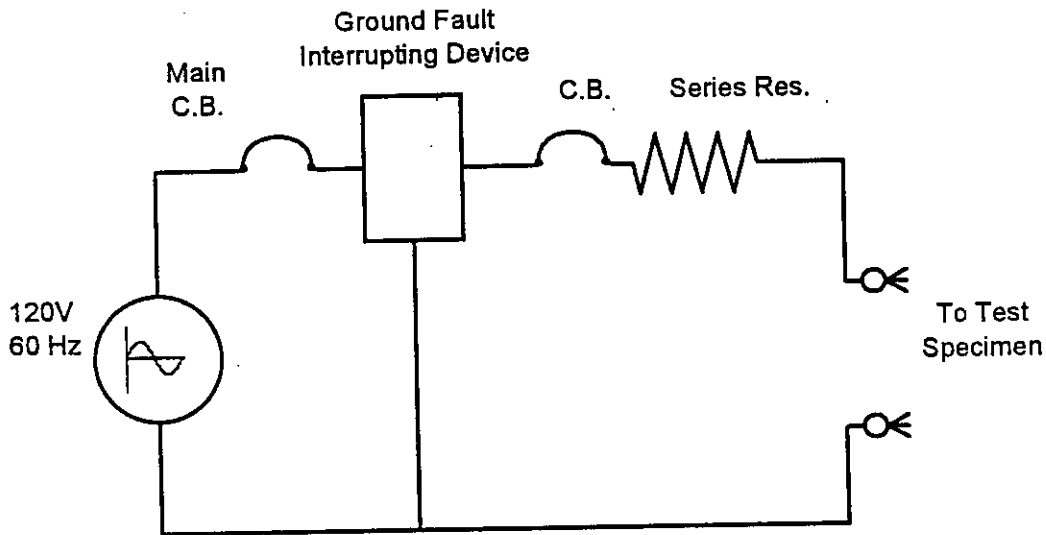 Ground Fault
Interrupting Device
Main
C.B.
C.B.
Series Res.
120V
60 Hz
To Test
Specimen